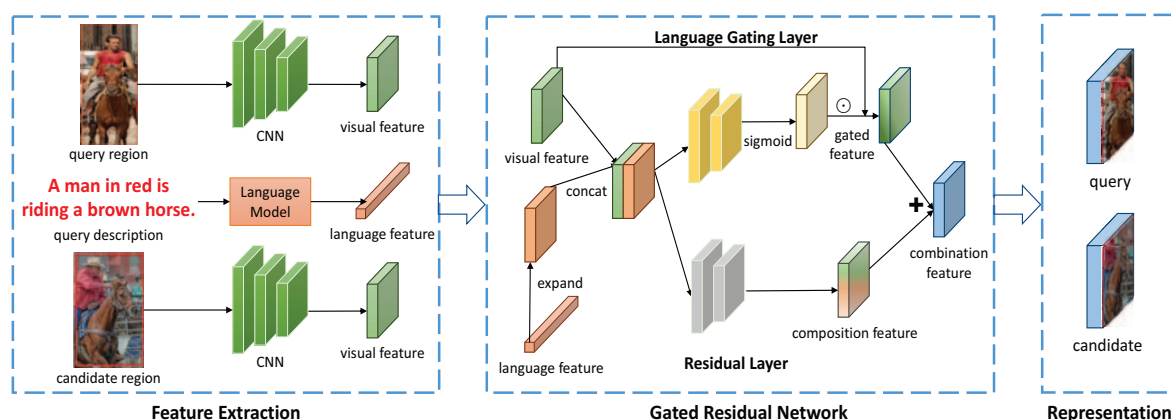 query region
CNN
visual feature
A man in red is
riding a brown horse.
query description
Language
Model
language feature
candidate region
CNN
visual feature
Feature Extraction
Language Gating Layer
visual feature
concat
sigmoid
⊙
gated
feature
expand
language feature
+
combination
feature
composition feature
Residual Layer
Gated Residual Network
query
candidate
Representation